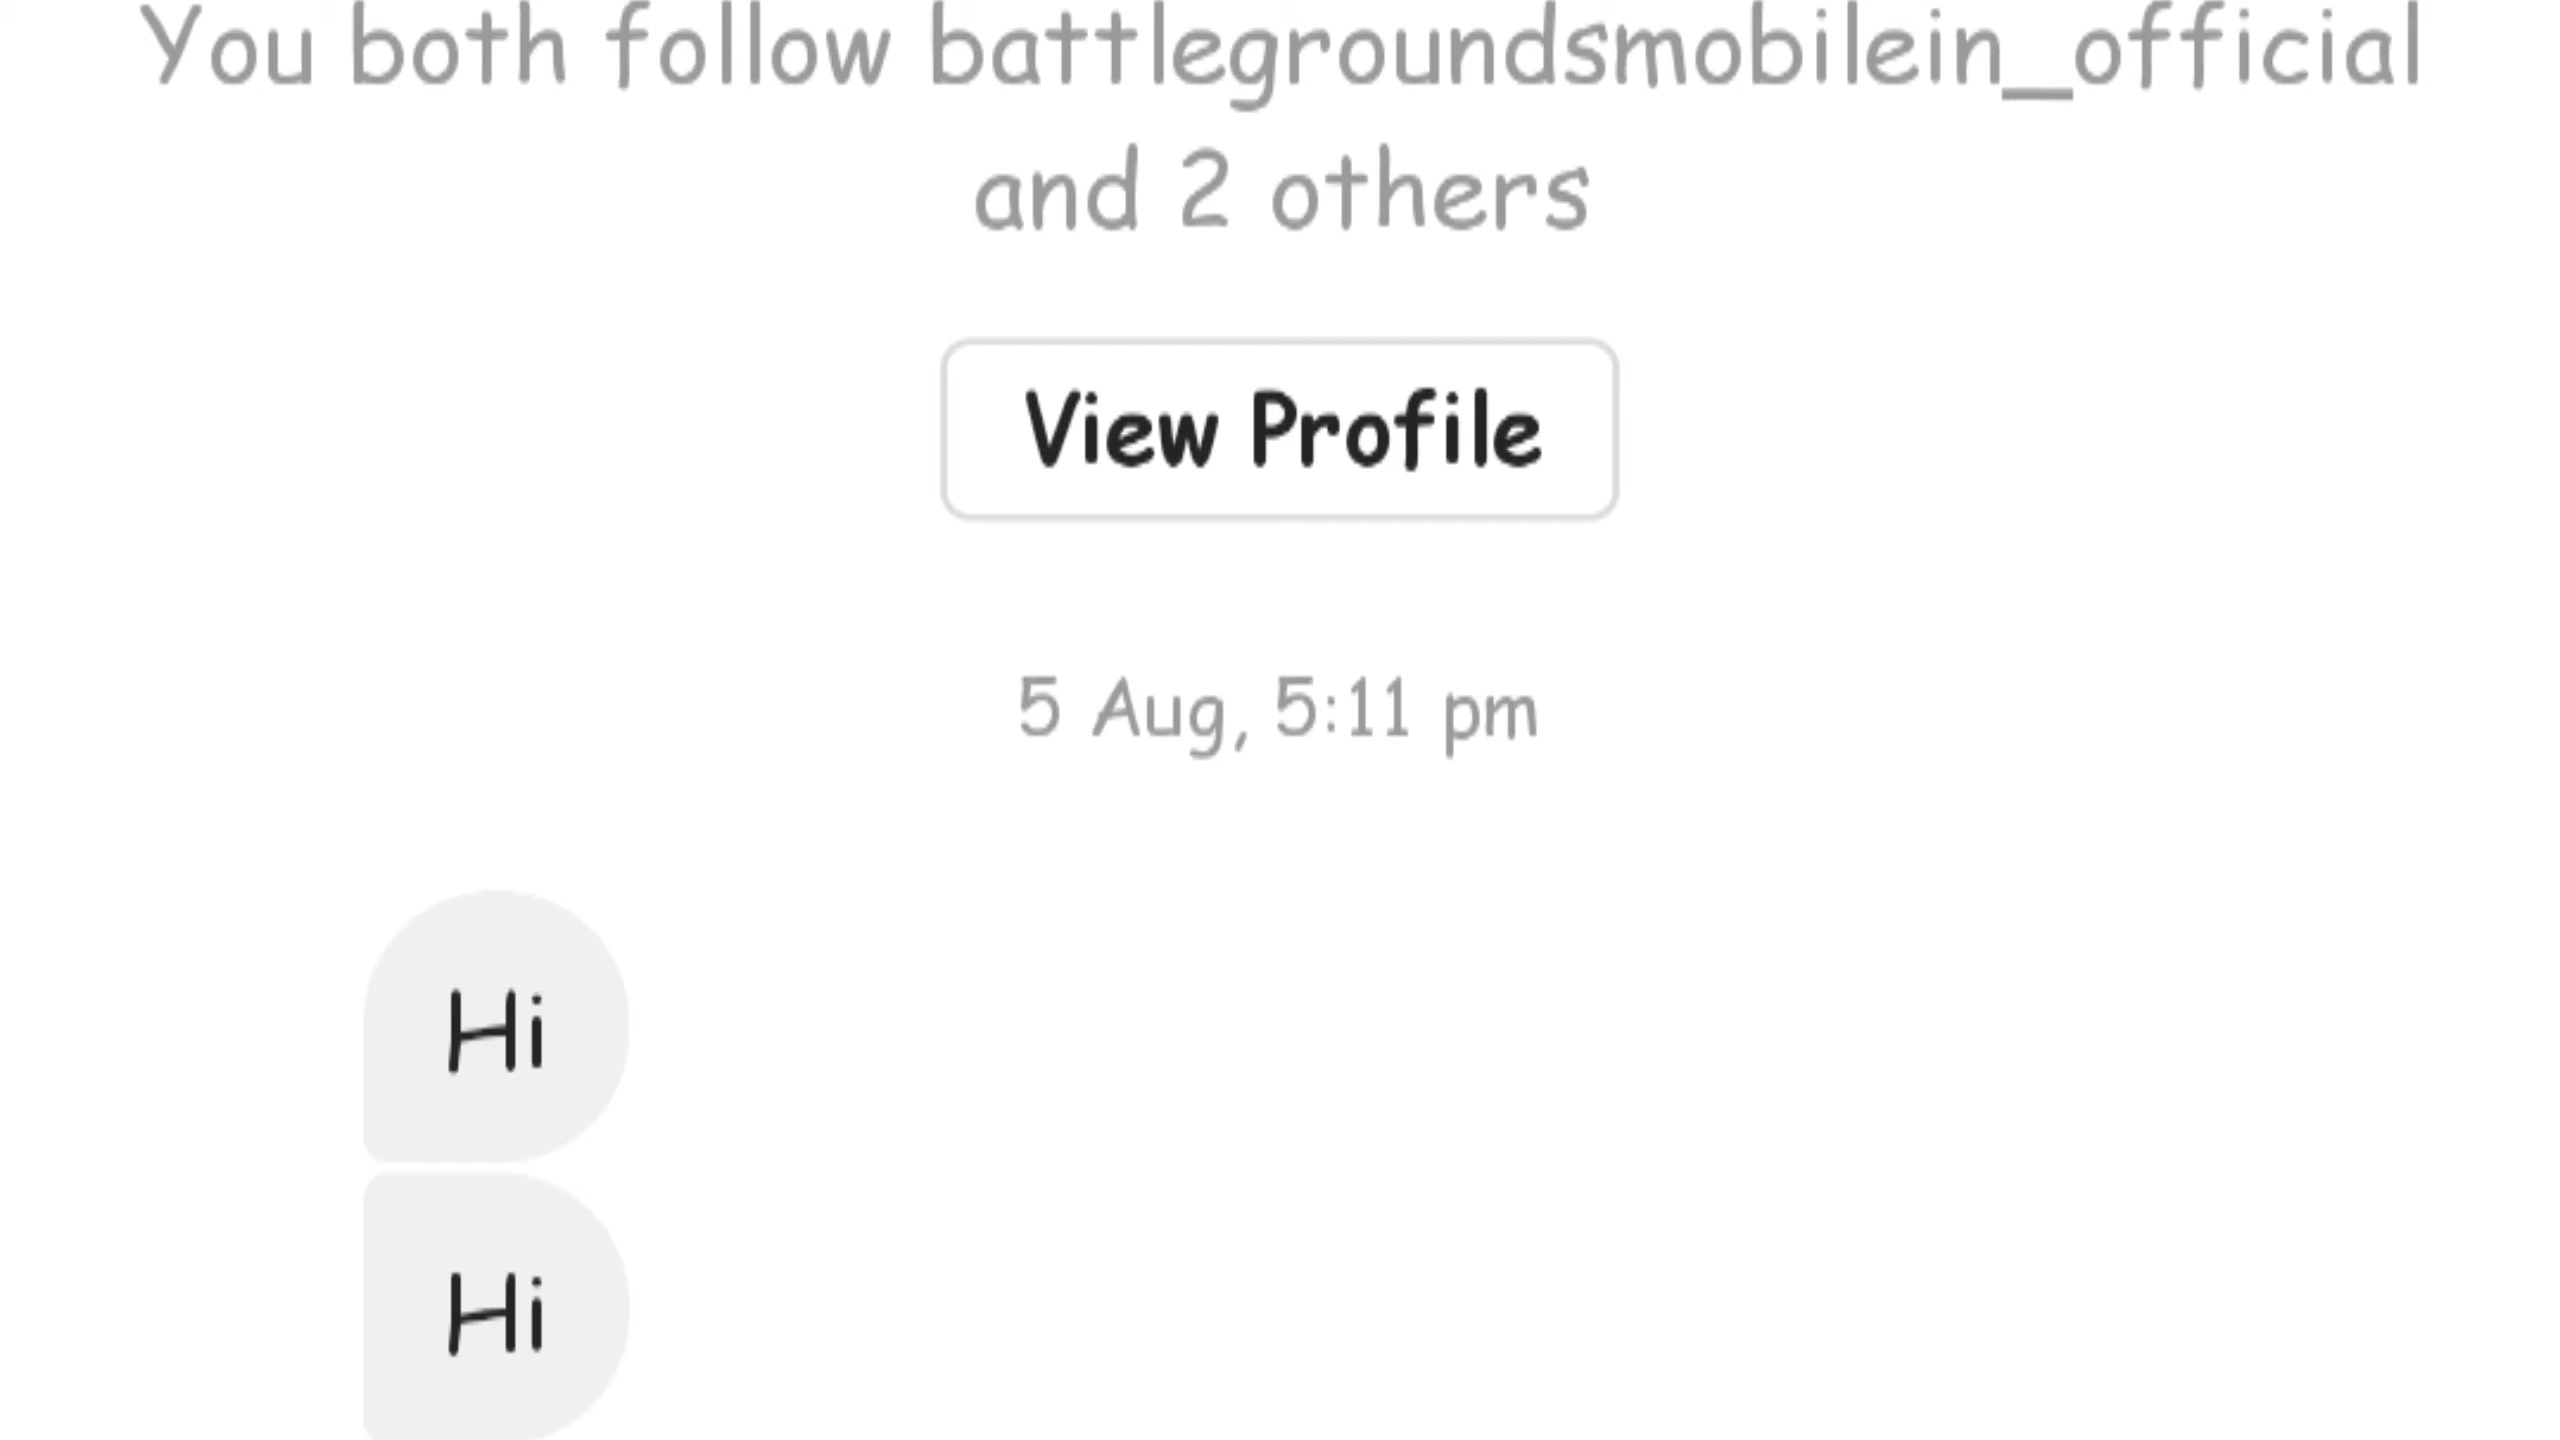 You both follow battlegroundsmobilein_official
and 2 others
View Profile
5 Aug, 5:11 pm
Hi
Hi